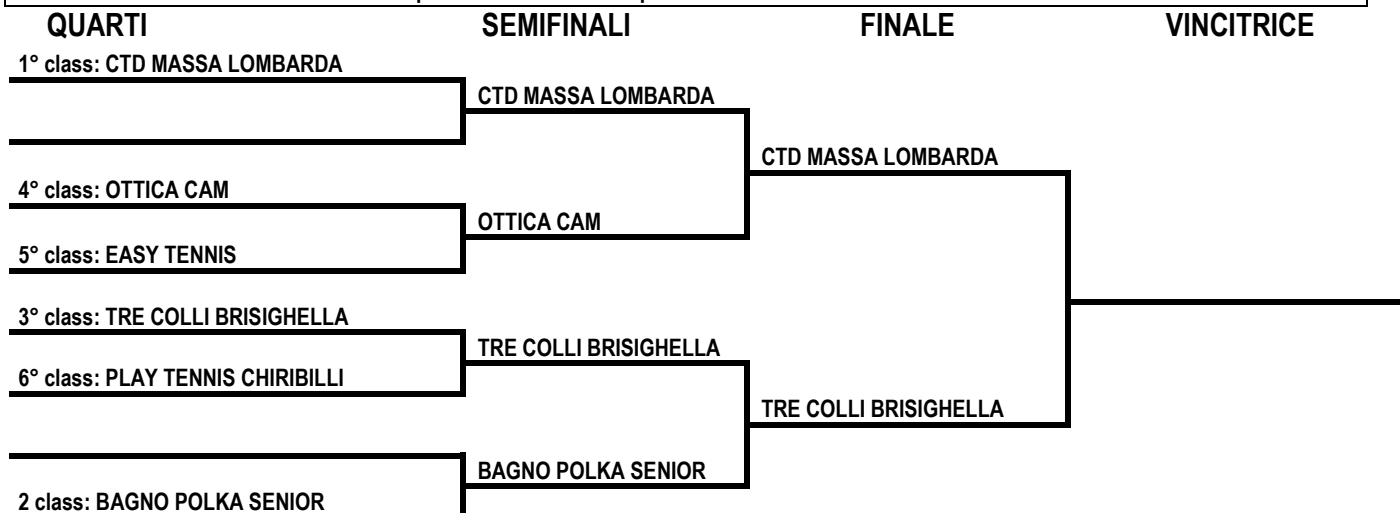 QUARTI SEMIFINALI FINALE VINCITRICE
1° class: CTD MASSA LOMBARDA
CTD MASSA LOMBARDA
CTD MASSA LOMBARDA
4° class: OTTICA CAM
OTTICA CAM
5° class: EASY TENNIS
3° class: TRE COLLI BRISIGHELLA
TRE COLLI BRISIGHELLA
6° class: PLAY TENNIS CHIRIBILLI
TRE COLLI BRISIGHELLA
BAGNO POLKA SENIOR
2 class: BAGNO POLKA SENIOR